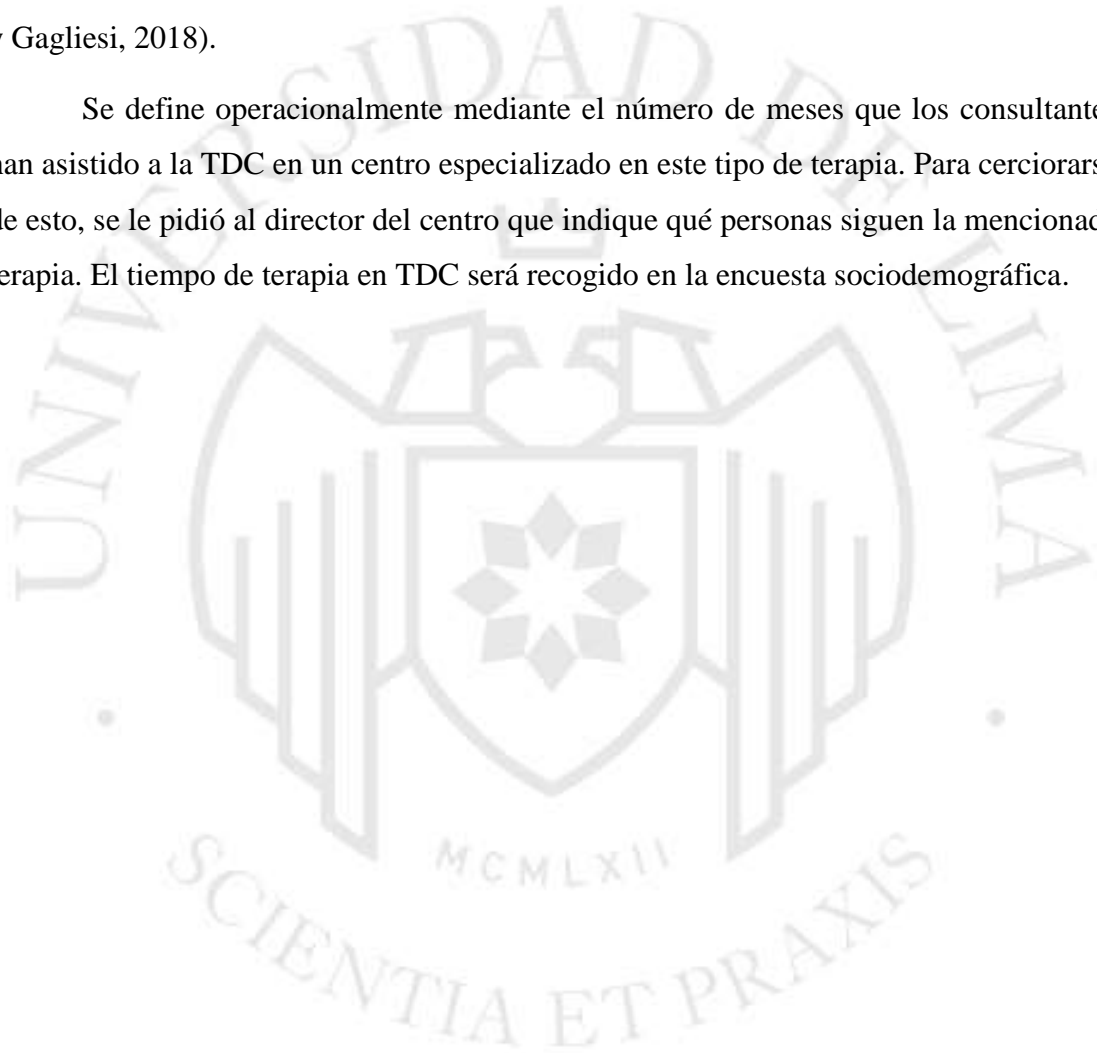 y Gagliesi, 2018).
Se define operacionalmente mediante el número de meses que los consultante
han asistido a la TDC en un centro especializado en este tipo de terapia. Para cerciorars
de esto, se le pidió al director del centro que indique qué personas siguen la mencionad
terapia. El tiempo de terapia en TDC será recogido en la encuesta sociodemográfica.
UNIVERSIDAD DE LIMA
MCMLXII
SCIENTIA ET PRAXIS